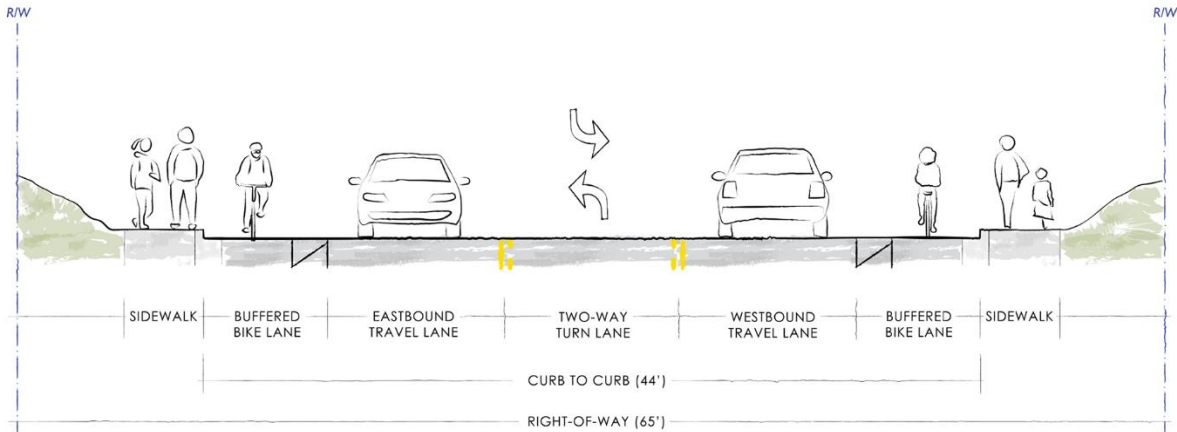 R/W
R/W
SIDEWALK
BUFFERED
BIKE LANE
EASTBOUND
TRAVEL LANE
TWO-WAY
TURN LANE
WESTBOUND
TRAVEL LANE
BUFFERED
BIKE LANE
SIDEWALK
CURB TO CURB (44')
RIGHT-OF-WAY (65')